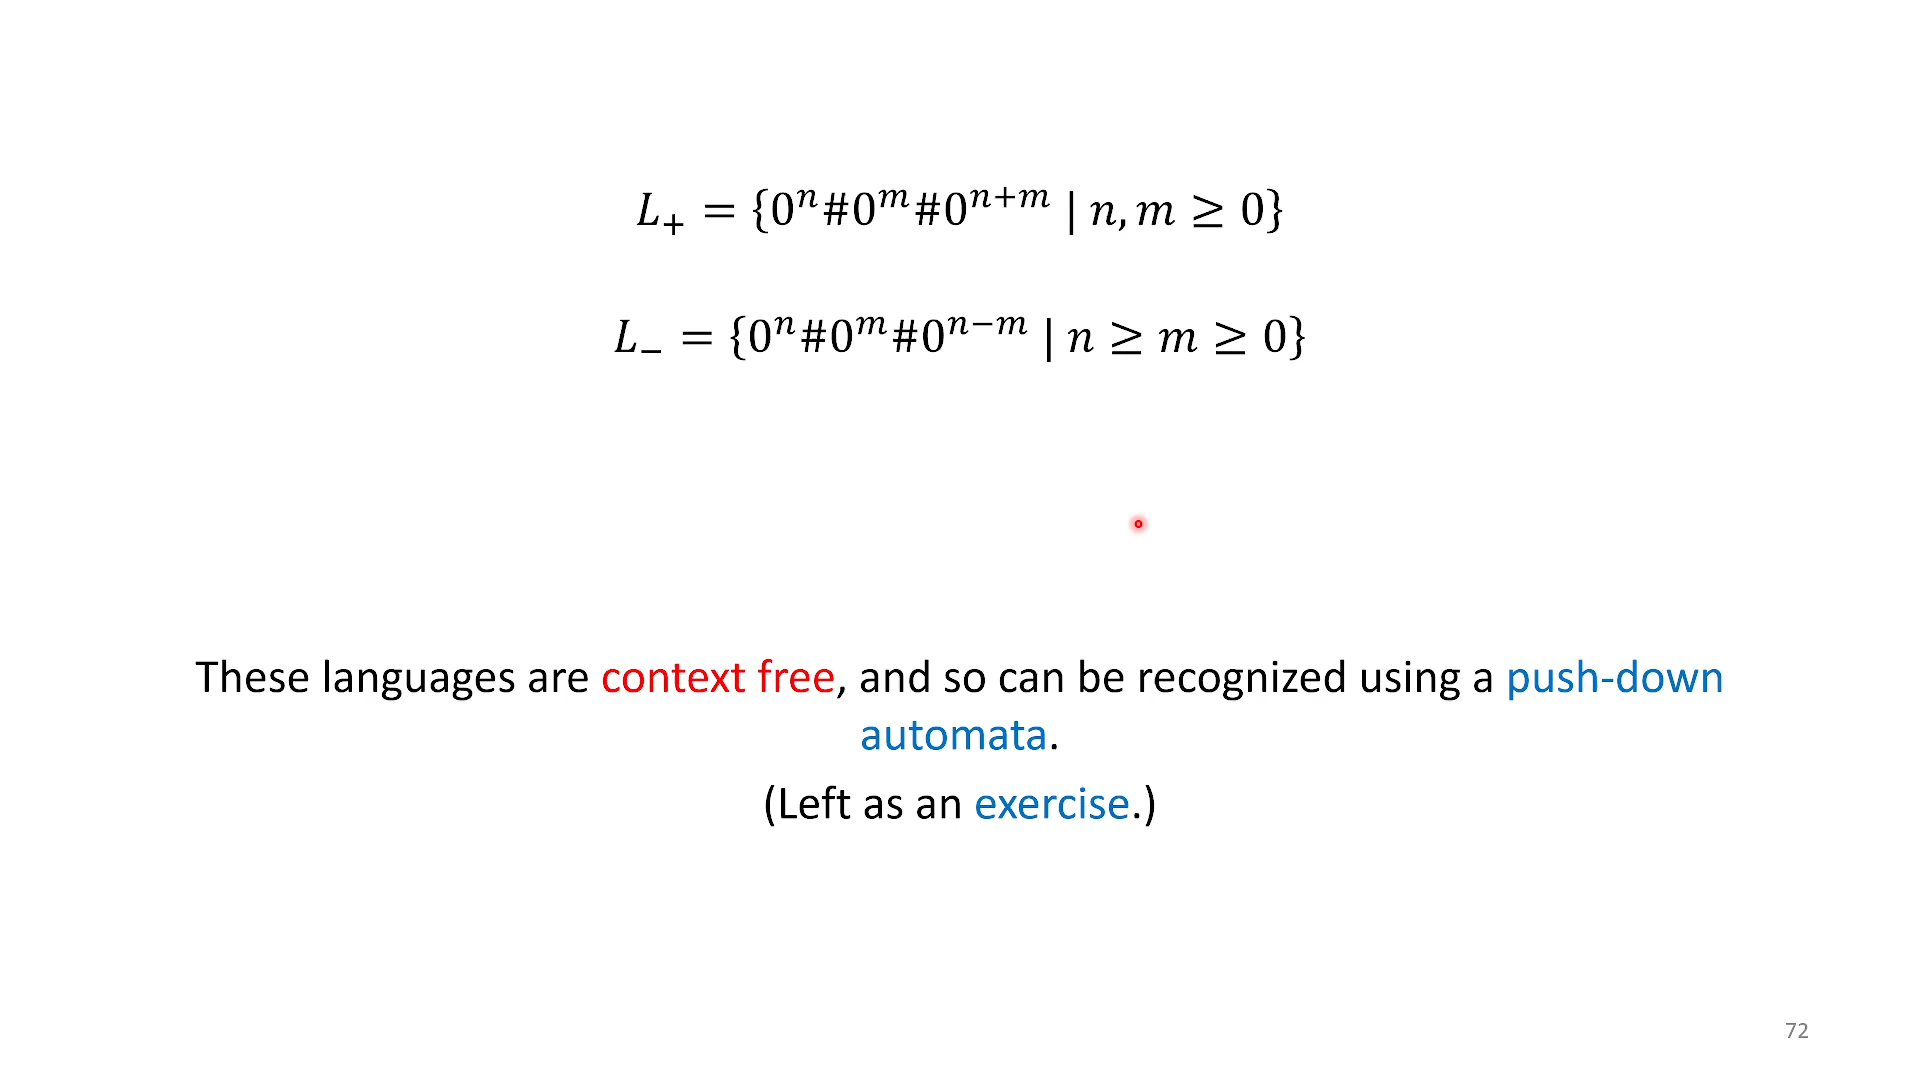 L₊ = {0ⁿ#0ᵐ#0ⁿ⁺ᵐ | n, m ≥ 0}
L₋ = {0ⁿ#0ᵐ#0ⁿ⁻ᵐ | n ≥ m ≥ 0}
These languages are context free, and so can be recognized using a push-down
automata.
(Left as an exercise.)
72